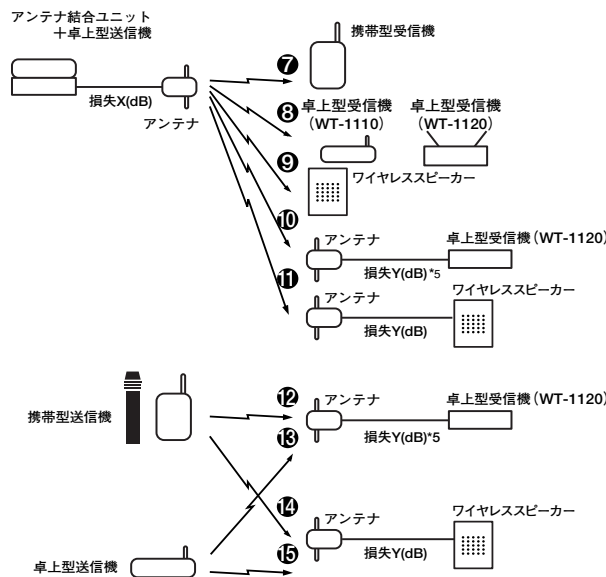 アンテナ結合ユニット
＋卓上型送信機
損失X(dB)
アンテナ
❼
携帯型受信機
❽
卓上型受信機
（WT-1110）
卓上型受信機
（WT-1120）
❾
ワイヤレススピーカー
❿
アンテナ
卓上型受信機（WT-1120）
損失Y(dB)*5
⓫
アンテナ
ワイヤレススピーカー
損失Y(dB)
携帯型送信機
⓬
アンテナ
卓上型受信機（WT-1120）
⓭
損失Y(dB)*5
⓮
アンテナ
ワイヤレススピーカー
卓上型送信機
⓯
損失Y(dB)